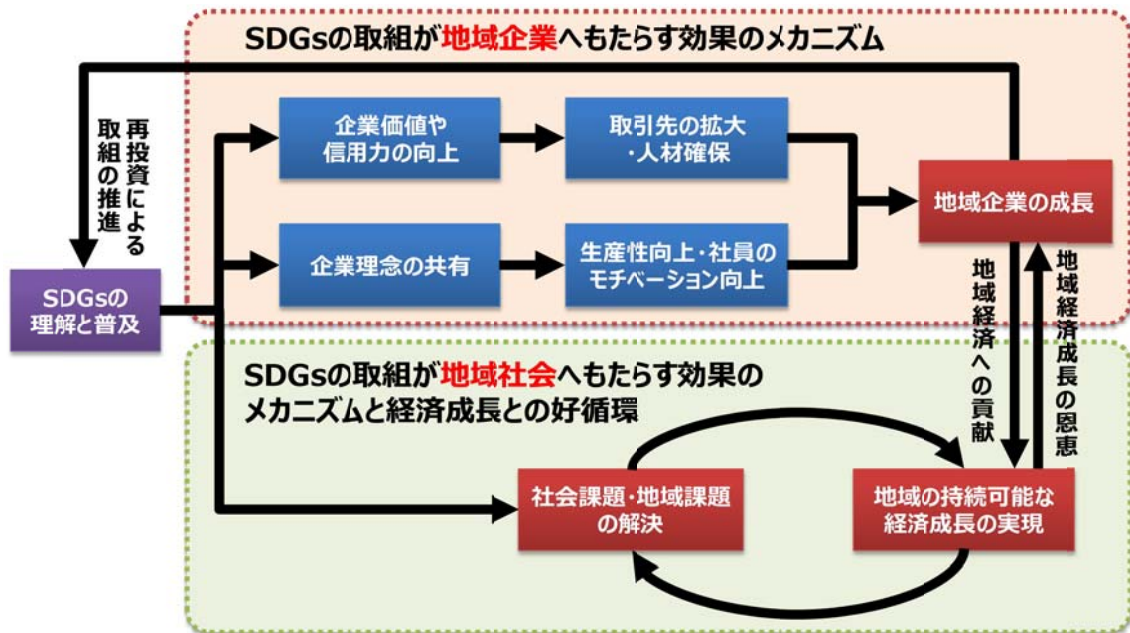 SDGsの取組が地域企業へもたらす効果のメカニズム
再投資による
取組の推進
企業価値や
信用力の向上
取引先の拡大
・人材確保
地域企業の成長
企業理念の共有
生産性向上・社員の
モチベーション向上
SDGsの
理解と普及
地域経済への貢献
地域経済成長の恩恵
SDGsの取組が地域社会へもたらす効果の
メカニズムと経済成長との好循環
社会課題・地域課題
の解決
地域の持続可能な
経済成長の実現